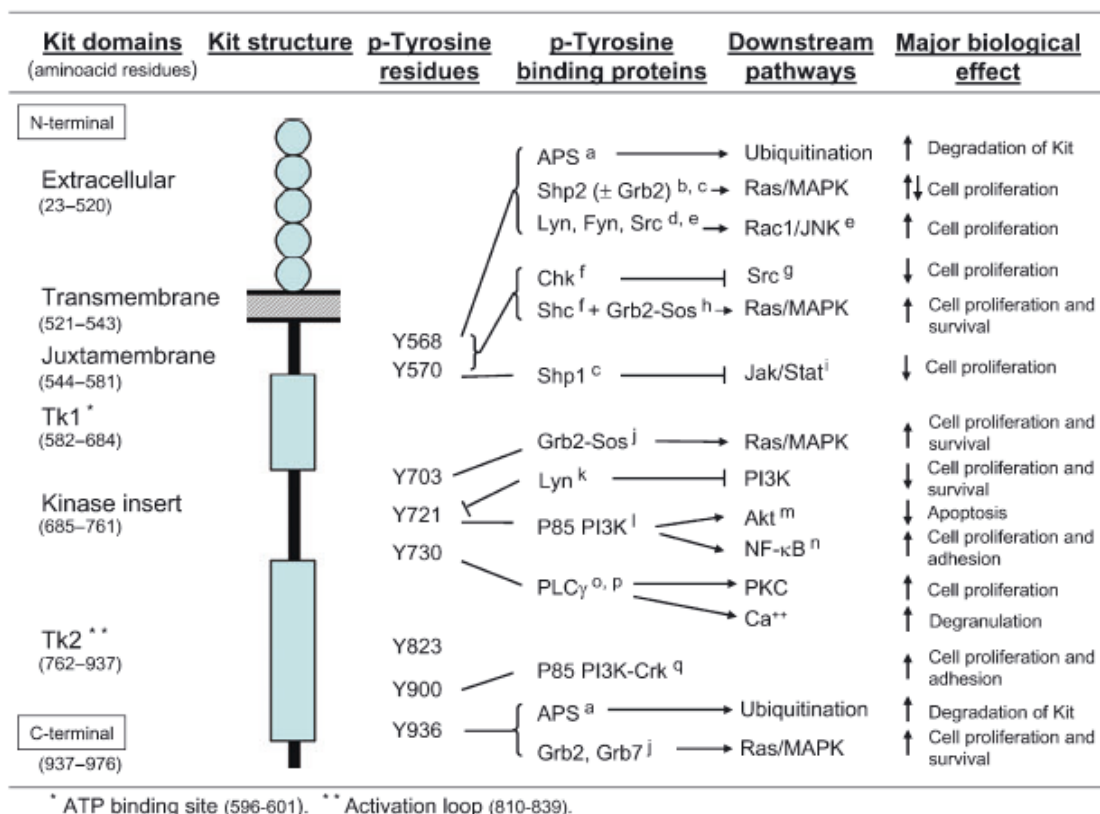 Kit domains
(aminoacid residues)
Kit structure
p-Tyrosine
residues
p-Tyrosine
binding proteins
Downstream
pathways
Major biological
effect
N-terminal
Extracellular
(23–520)
Transmembrane
(521–543)
Juxtamembrane
(544–581)
Tk1 *
(582–684)
Kinase insert
(685–761)
Tk2 **
(762–937)
C-terminal
(937–976)
Y568
Y570
Y703
Y721
Y730
Y823
Y900
Y936
APS a
Ubiquitination
Degradation of Kit
Shp2 (± Grb2) b, c
Ras/MAPK
Cell proliferation
Lyn, Fyn, Src d, e
Rac1/JNK e
Cell proliferation
Chk f
Src g
Cell proliferation
Shc f + Grb2-Sos h
Ras/MAPK
Cell proliferation and
survival
Shp1 c
Jak/Stat i
Cell proliferation
Grb2-Sos j
Ras/MAPK
Cell proliferation and
survival
Lyn k
PI3K
Cell proliferation and
survival
P85 PI3K l
Akt m
Apoptosis
NF-κB n
Cell proliferation and
adhesion
PLCγ o, p
PKC
Cell proliferation
Ca++
Degranulation
P85 PI3K-Crk q
Cell proliferation and
adhesion
APS a
Ubiquitination
Degradation of Kit
Grb2, Grb7 j
Ras/MAPK
Cell proliferation and
survival
* ATP binding site (596-601). ** Activation loop (810-839).